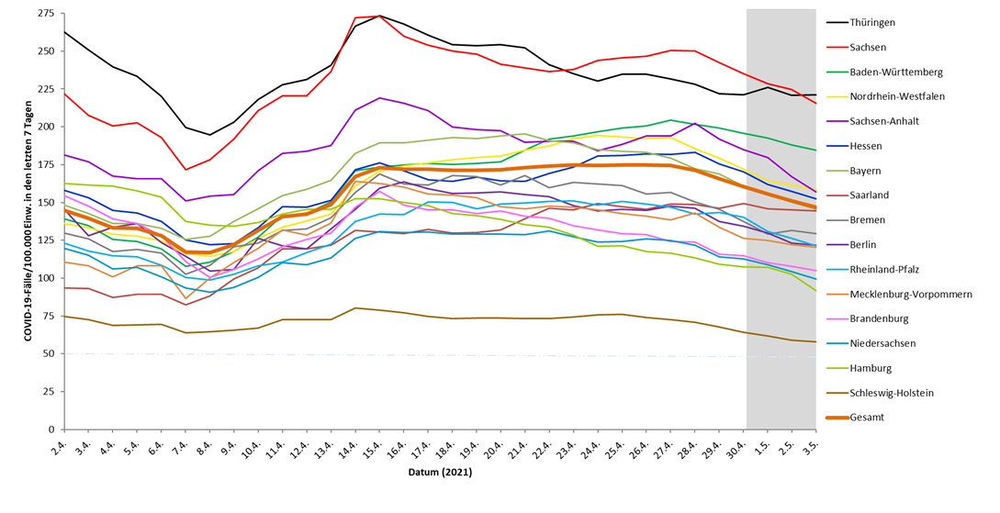 COVID-19-Fälle/100.000 Einw. in den letzten 7 Tagen
275
250
225
200
175
150
125
100
75
50
25
0
2.4. 3.4. 4.4. 5.4. 6.4. 7.4. 8.4. 9.4. 10.4. 11.4. 12.4. 13.4. 14.4. 15.4. 16.4. 17.4. 18.4. 19.4. 20.4. 21.4. 22.4. 23.4. 24.4. 25.4. 26.4. 27.4. 28.4. 29.4. 30.4. 1.5. 2.5. 3.5.
Datum (2021)
Thüringen
Sachsen
Baden-Württemberg
Nordrhein-Westfalen
Sachsen-Anhalt
Hessen
Bayern
Saarland
Bremen
Berlin
Rheinland-Pfalz
Mecklenburg-Vorpommern
Brandenburg
Niedersachsen
Hamburg
Schleswig-Holstein
Gesamt